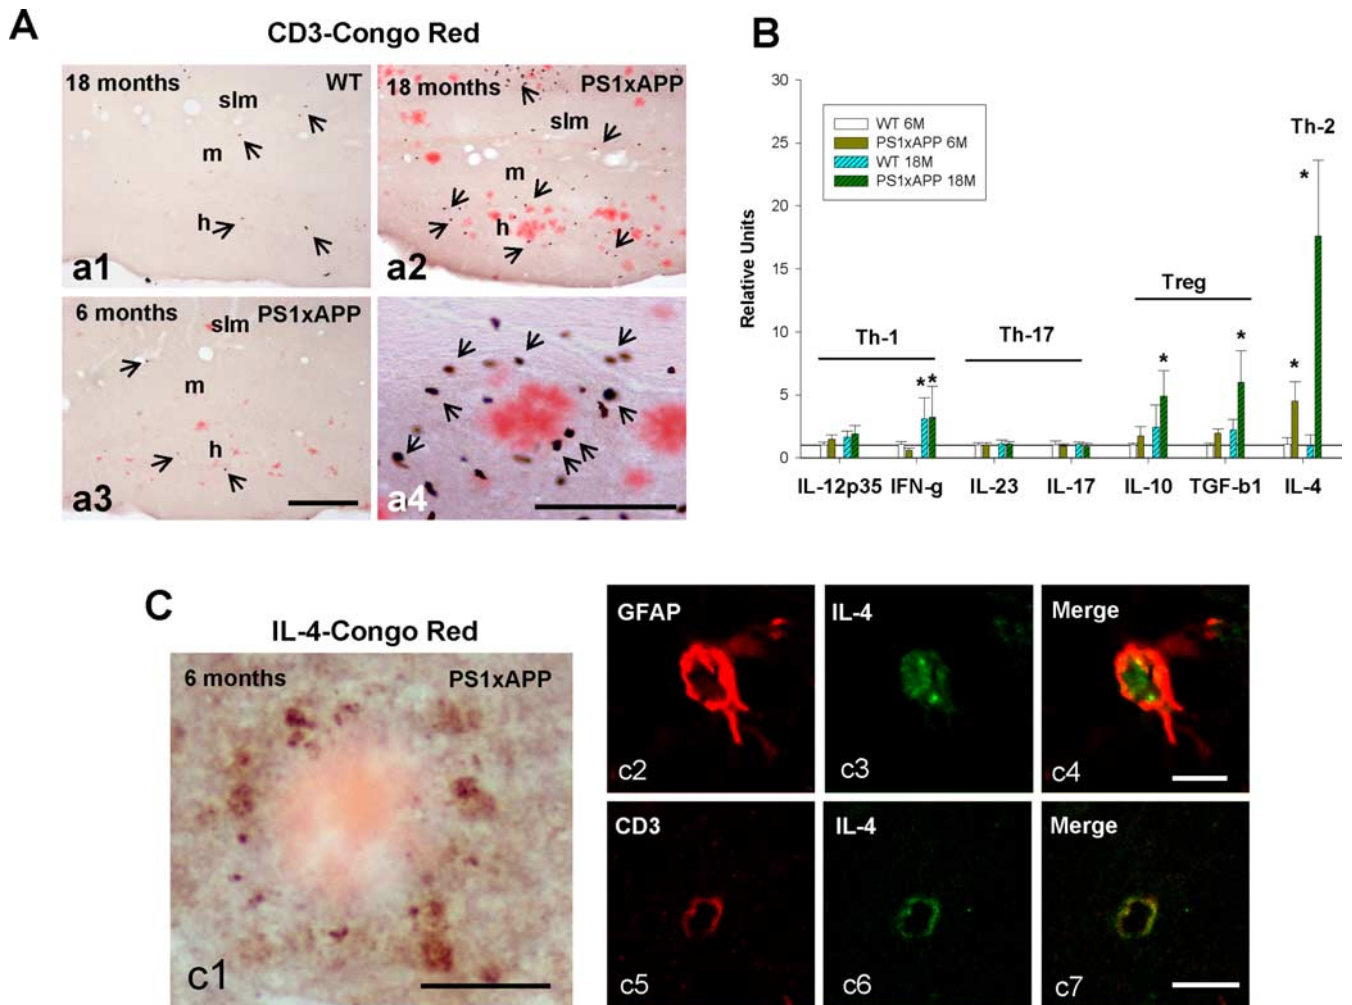 A
CD3-Congo Red
18 months
WT
slm
m
h
a1
18 months
PS1xAPP
slm
m
h
a2
6 months
PS1xAPP
slm
m
h
a3
a4
B
30
25
20
15
10
5
0
Relative Units
WT 6M
PS1xAPP 6M
WT 18M
PS1xAPP 18M
Th-1
Th-17
Treg
Th-2
* *
*
*
*
*
IL-12p35 IFN-g IL-23 IL-17 IL-10 TGF-b1 IL-4
C
IL-4-Congo Red
6 months
PS1xAPP
c1
GFAP
c2
IL-4
c3
Merge
c4
CD3
c5
IL-4
c6
Merge
c7